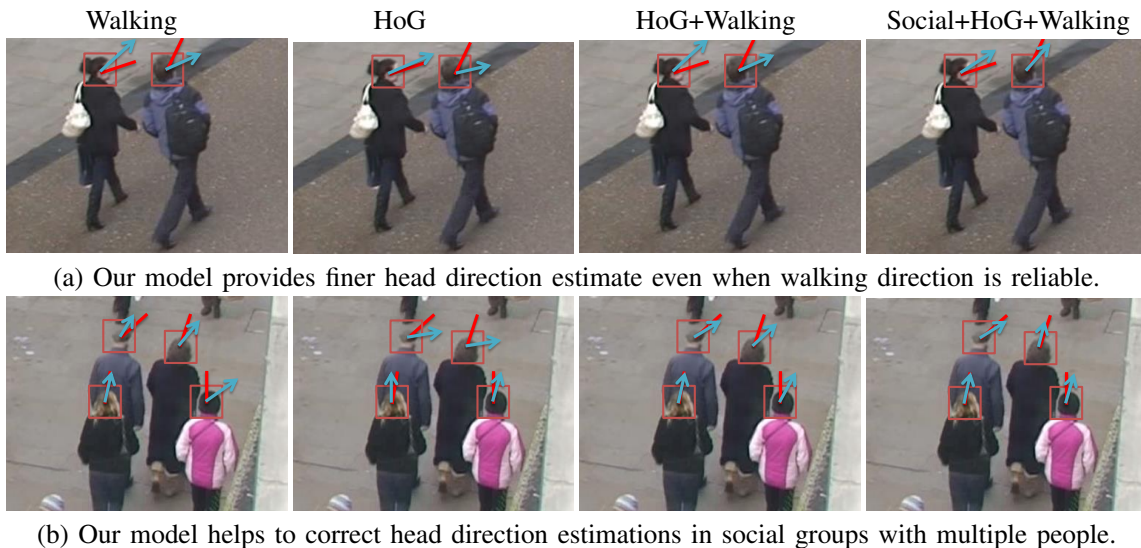 Walking HoG HoG+Walking Social+HoG+Walking
(a) Our model provides finer head direction estimate even when walking direction is reliable.
(b) Our model helps to correct head direction estimations in social groups with multiple people.